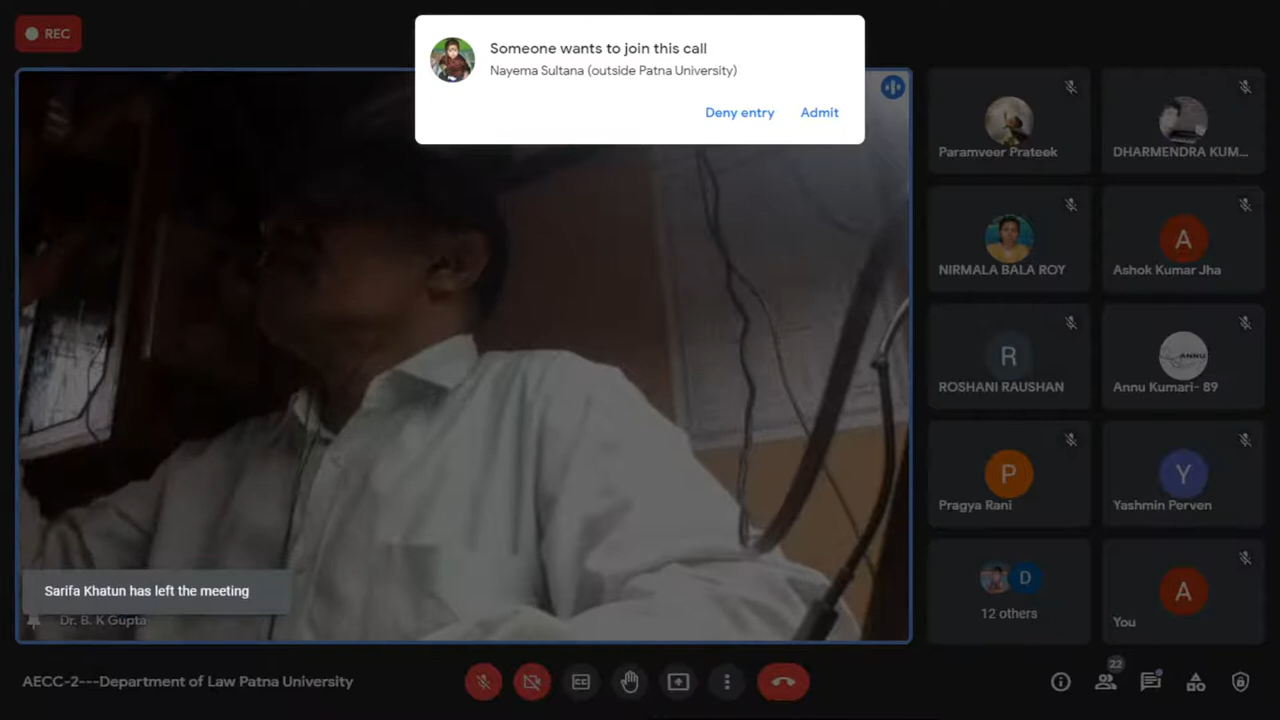 REC
Someone wants to join this call
Nayema Sultana (outside Patna University)
Deny entry
Admit
Paramveer Prateek
DHARMENDRA KUM...
NIRMALA BALA ROY
A
Ashok Kumar Jha
R
ROSHANI RAUSHAN
ANNU
Annu Kumari- 89
P
Pragya Rani
Y
Yashmin Perven
D
12 others
A
You
Sarifa Khatun has left the meeting
Dr. B. K Gupta
AECC-2---Department of Law Patna University
CC
22